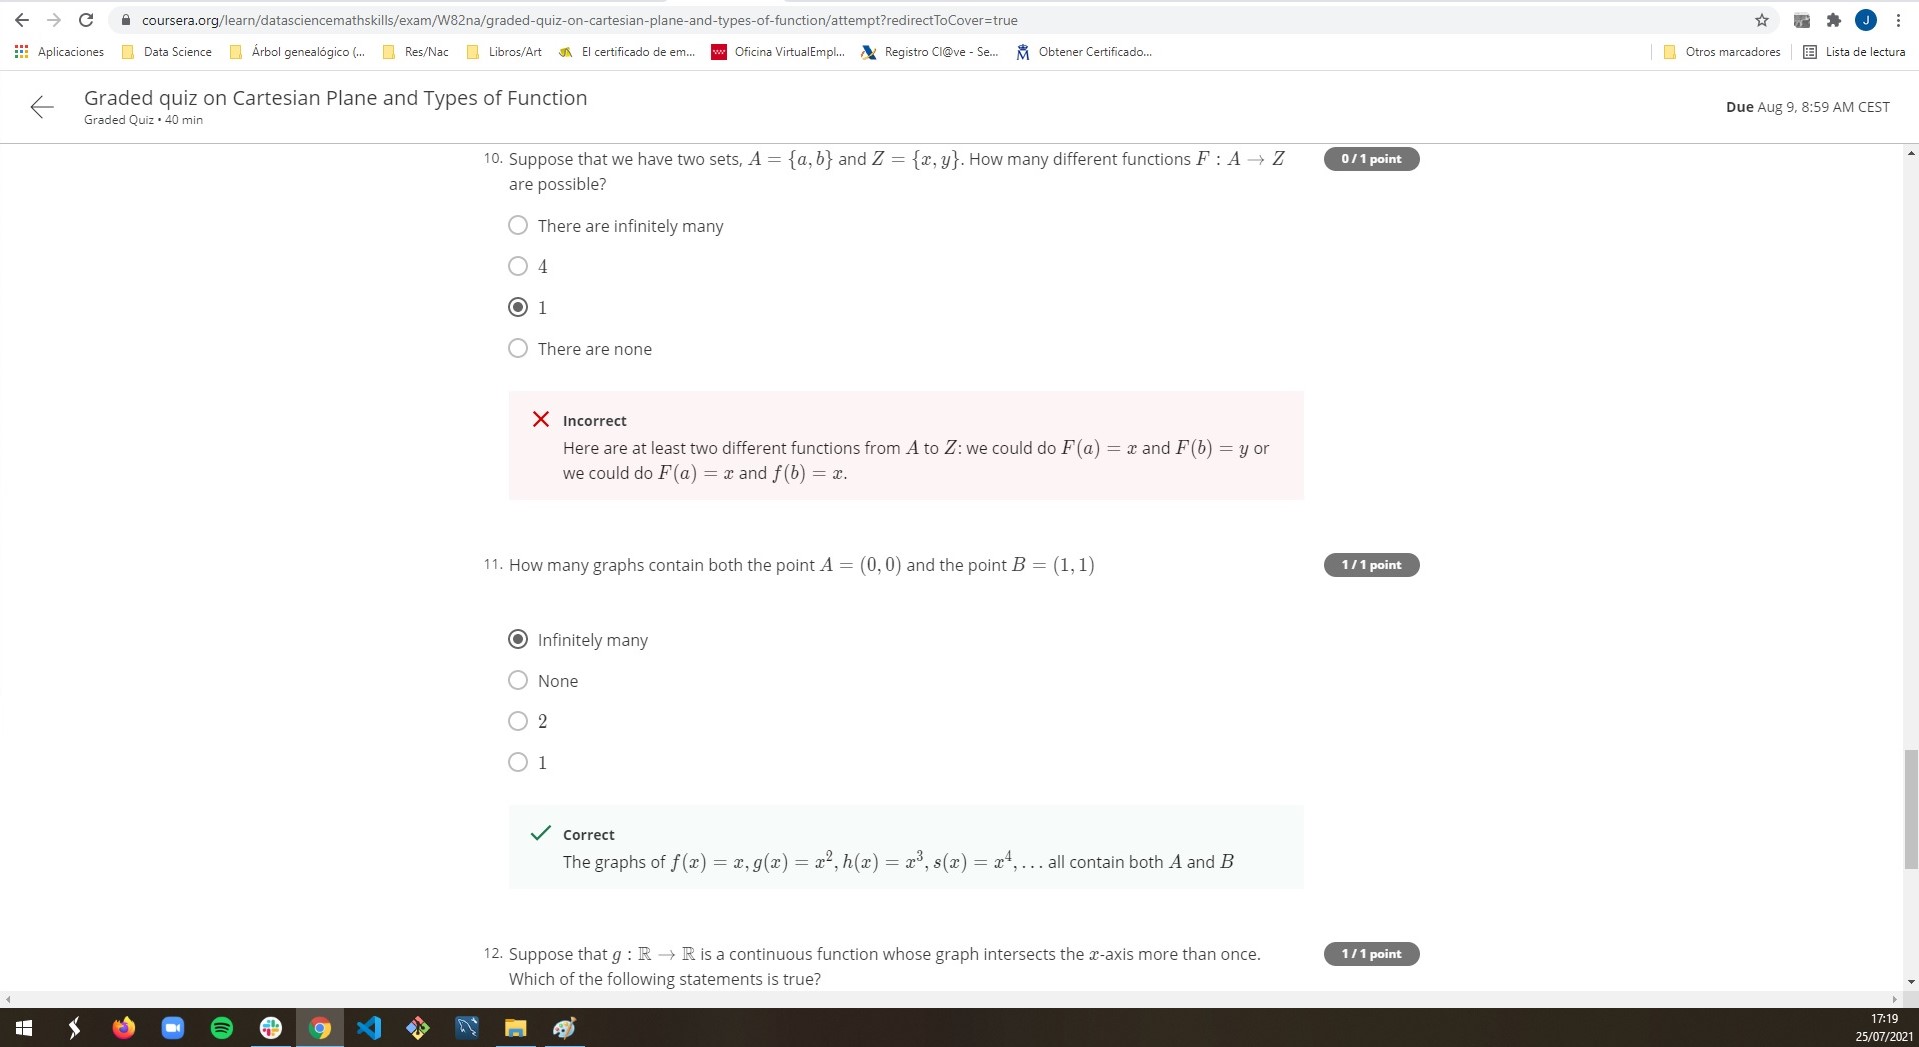 coursera.org/learn/datasciencemathskills/exam/W82na/graded-quiz-on-cartesian-plane-and-types-of-function/attempt?redirectToCover=true
J
Aplicaciones Data Science Árbol genealógico (... Res/Nac Libros/Art El certificado de em... Oficina VirtualEmpl... Registro Cl@ve - Se... Obtener Certificado... Otros marcadores Lista de lectura
Graded quiz on Cartesian Plane and Types of Function
Graded Quiz • 40 min
Due Aug 9, 8:59 AM CEST
10. Suppose that we have two sets, A = {a, b} and Z = {x, y}. How many different functions F : A → Z 0 / 1 point
are possible?
There are infinitely many
4
1
There are none
Incorrect
Here are at least two different functions from A to Z: we could do F(a) = x and F(b) = y or
we could do F(a) = x and f(b) = x.
11. How many graphs contain both the point A = (0, 0) and the point B = (1, 1) 1 / 1 point
Infinitely many
None
2
1
Correct
The graphs of f(x) = x, g(x) = x², h(x) = x³, s(x) = x⁴, . . . all contain both A and B
12. Suppose that g : ℝ → ℝ is a continuous function whose graph intersects the x-axis more than once. 1 / 1 point
Which of the following statements is true?
17:19
25/07/2021